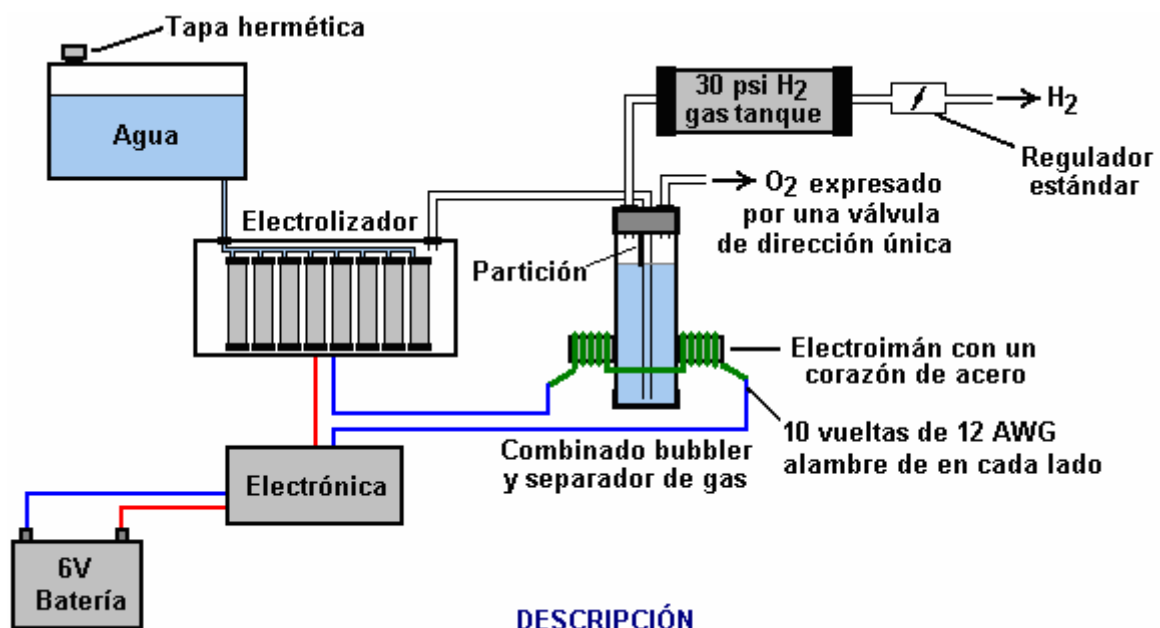 Tapa hermética
Agua
30 psi H2
gas tanque
H2
Regulador
estándar
O2 expresado
por una válvula
de dirección única
Electrolizador
Partición
Electroimán con un
corazón de acero
10 vueltas de 12 AWG
alambre de en cada lado
Combinado bubbler
y separador de gas
Electrónica
6V
Batería
DESCRIPCIÓN